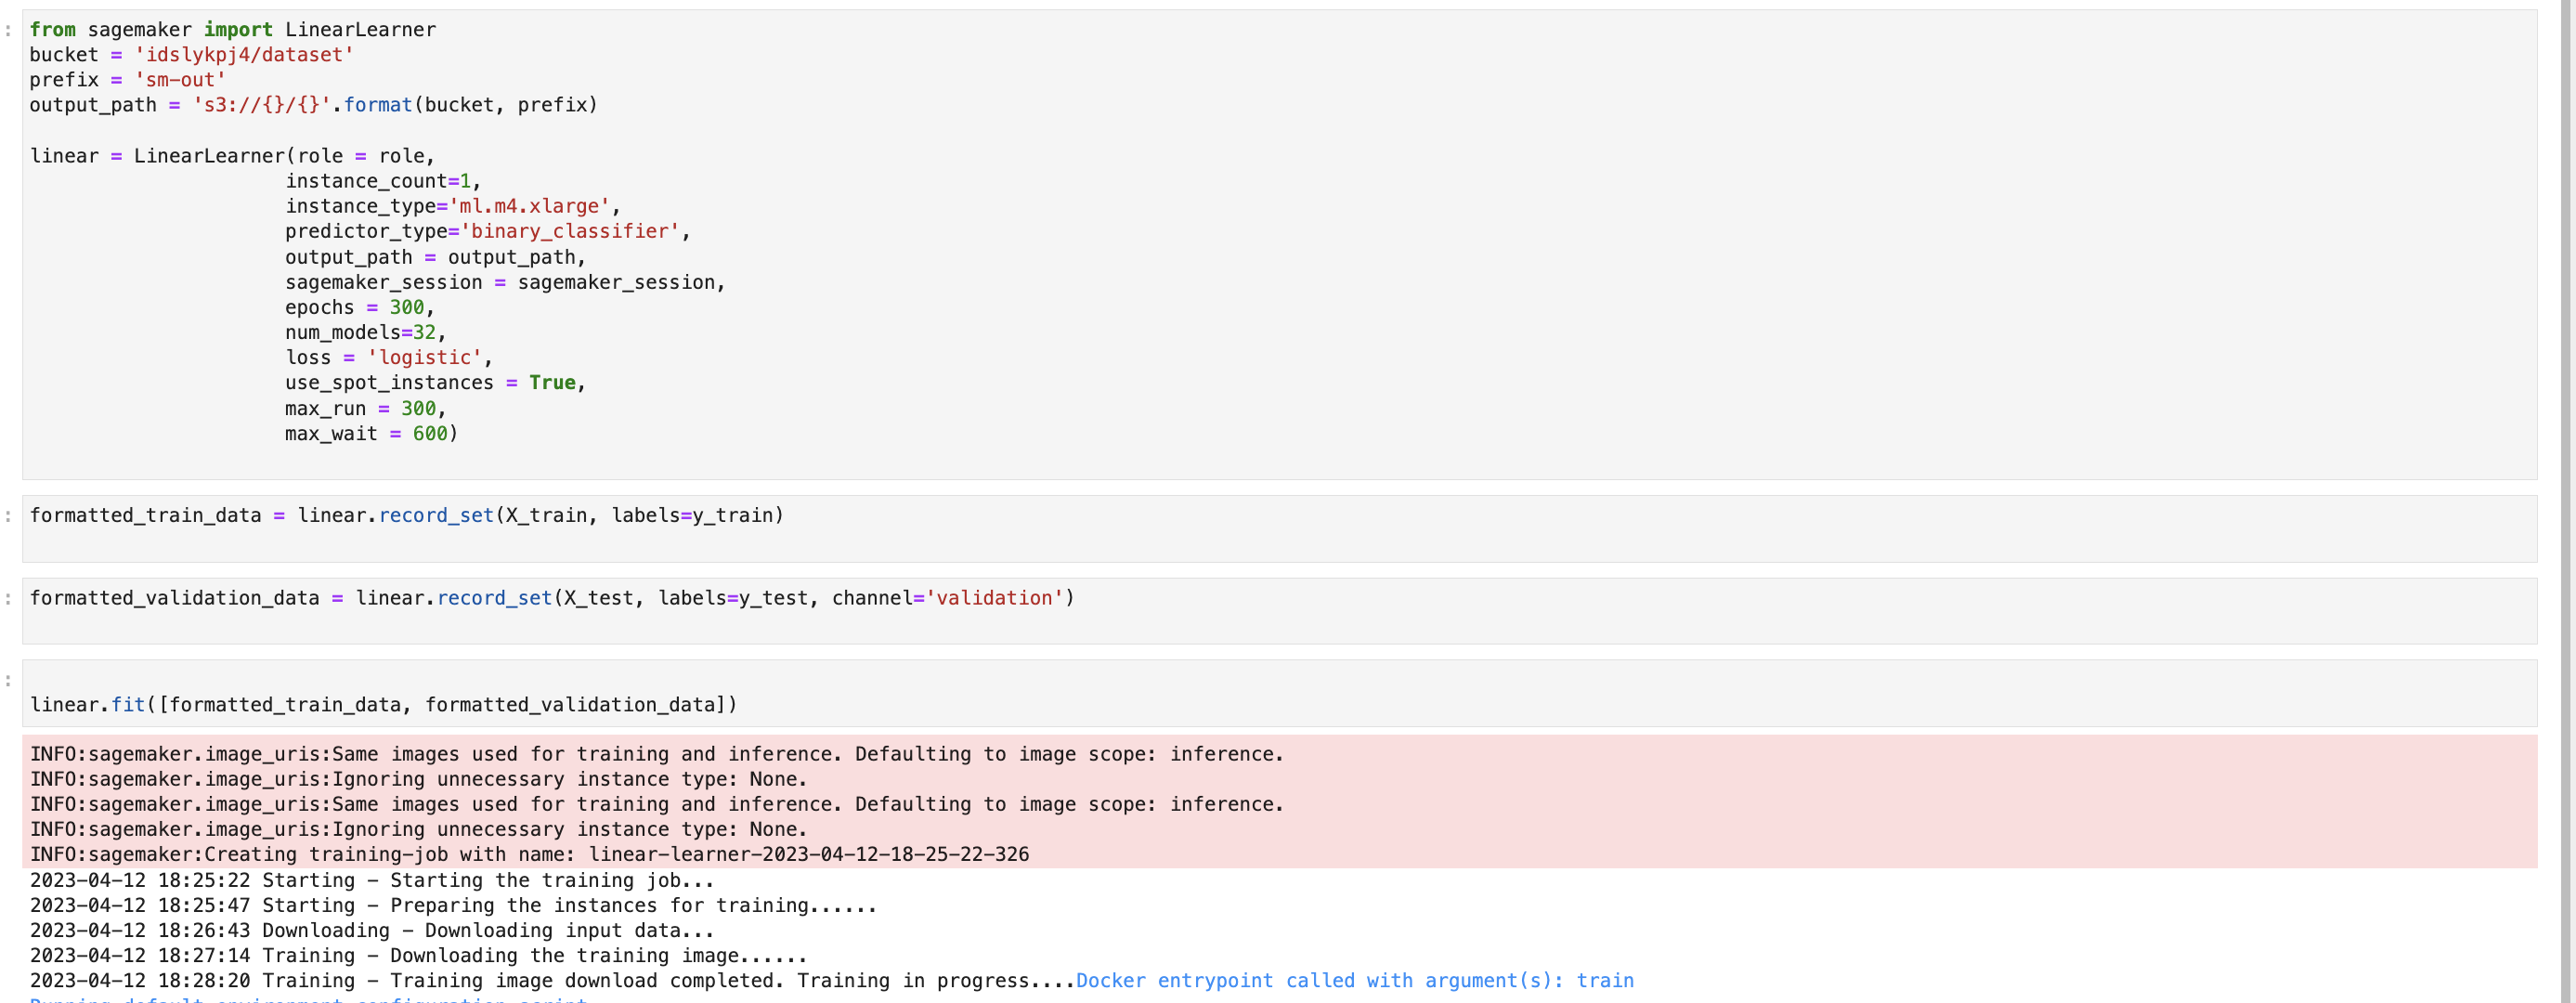 from sagemaker import LinearLearner
bucket = 'idslykpj4/dataset'
prefix = 'sm-out'
output_path = 's3://{}/{}'.format(bucket, prefix)
linear = LinearLearner(role = role,
instance_count=1,
instance_type='ml.m4.xlarge',
predictor_type='binary_classifier',
output_path = output_path,
sagemaker_session = sagemaker_session,
epochs = 300,
num_models=32,
loss = 'logistic',
use_spot_instances = True,
max_run = 300,
max_wait = 600)
formatted_train_data = linear.record_set(X_train, labels=y_train)
formatted_validation_data = linear.record_set(X_test, labels=y_test, channel='validation')
linear.fit([formatted_train_data, formatted_validation_data])
INFO:sagemaker.image_uris:Same images used for training and inference. Defaulting to image scope: inference.
INFO:sagemaker.image_uris:Ignoring unnecessary instance type: None.
INFO:sagemaker.image_uris:Same images used for training and inference. Defaulting to image scope: inference.
INFO:sagemaker.image_uris:Ignoring unnecessary instance type: None.
INFO:sagemaker:Creating training-job with name: linear-learner-2023-04-12-18-25-22-326
2023-04-12 18:25:22 Starting - Starting the training job...
2023-04-12 18:25:47 Starting - Preparing the instances for training......
2023-04-12 18:26:43 Downloading - Downloading input data...
2023-04-12 18:27:14 Training - Downloading the training image......
2023-04-12 18:28:20 Training - Training image download completed. Training in progress....Docker entrypoint called with argument(s): train